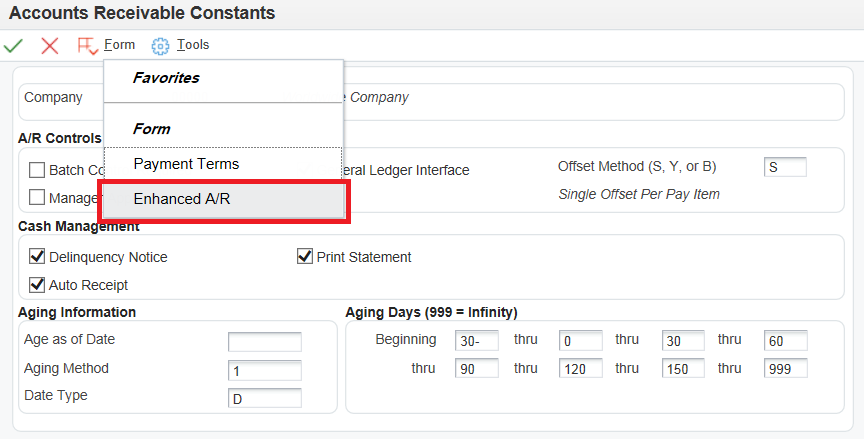 Accounts Receivable Constants
Form Tools
Favorites
Company Company
Form
A/R Controls
Payment Terms
Batch Ledger Interface Offset Method (S, Y, or B) S
Enhanced A/R
Single Offset Per Pay Item
Cash Management
Delinquency Notice Print Statement
Auto Receipt
Aging Information Aging Days (999 = Infinity)
Age as of Date Beginning 30- thru 0 thru 30 thru 60
Aging Method 1 thru 90 thru 120 thru 150 thru 999
Date Type D